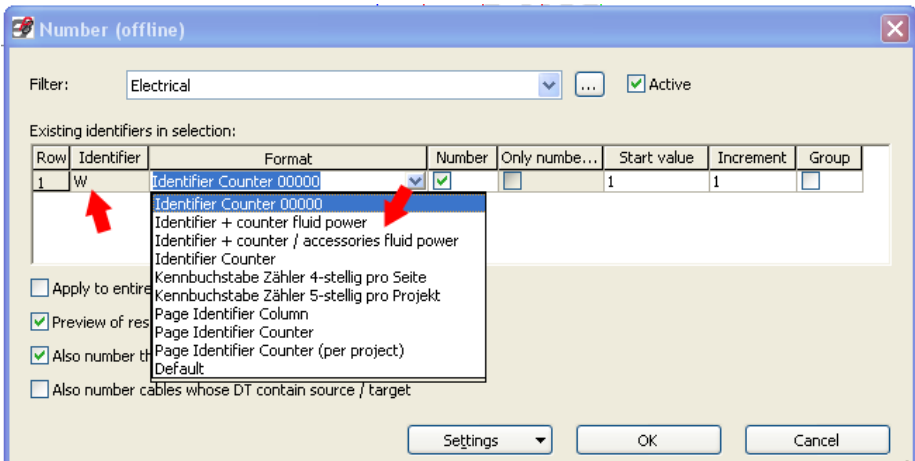 Number (offline)
Filter: Electrical ... Active
Existing identifiers in selection:
Row Identifier Format Number Only numbe... Start value Increment Group
1 W Identifier Counter 00000 1 1
Identifier Counter 00000
Identifier + counter fluid power
Identifier + counter / accessories fluid power
Identifier Counter
Kennbuchstabe Zähler 4-stellig pro Seite
Apply to entire
Kennbuchstabe Zähler 5-stellig pro Projekt
Page Identifier Column
Preview of res
Page Identifier Counter
Page Identifier Counter (per project)
Also number th
Default
Also number cables whose DT contain source / target
Settings OK Cancel